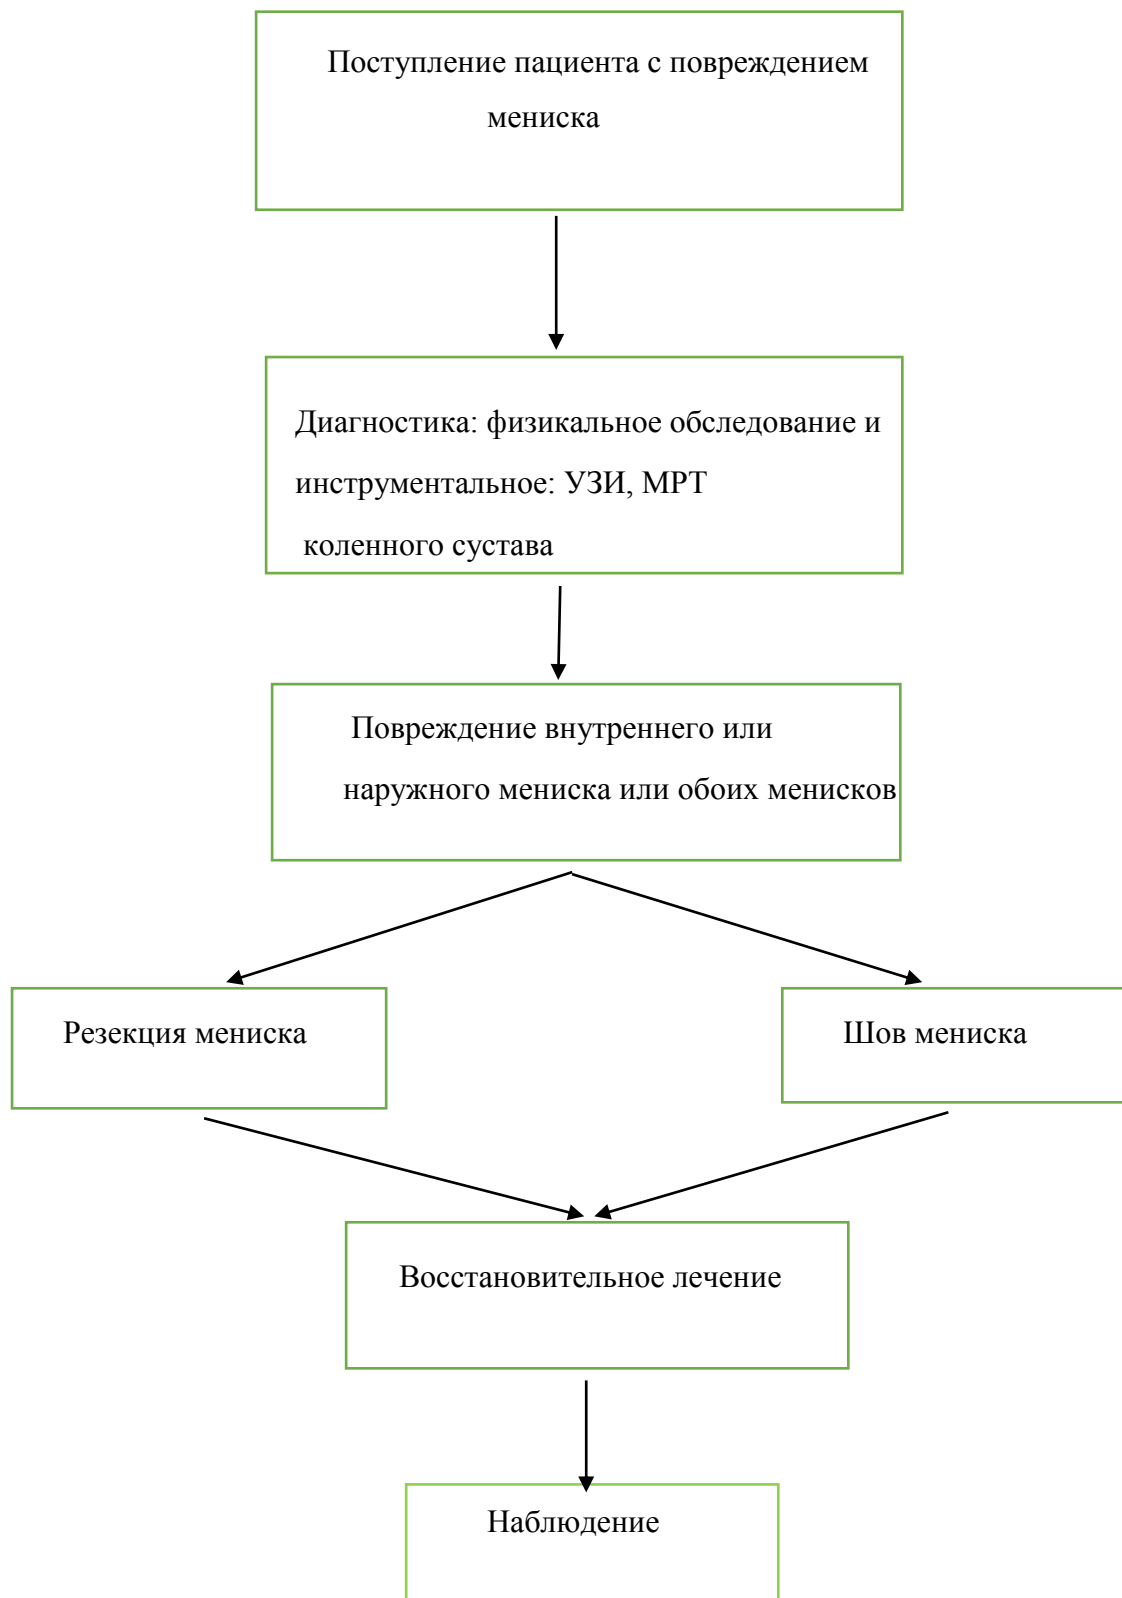 Поступление пациента с повреждением
мениска
Диагностика: физикальное обследование и
инструментальное: УЗИ, МРТ
коленного сустава
Повреждение внутреннего или
наружного мениска или обоих менисков
Резекция мениска
Шов мениска
Восстановительное лечение
Наблюдение